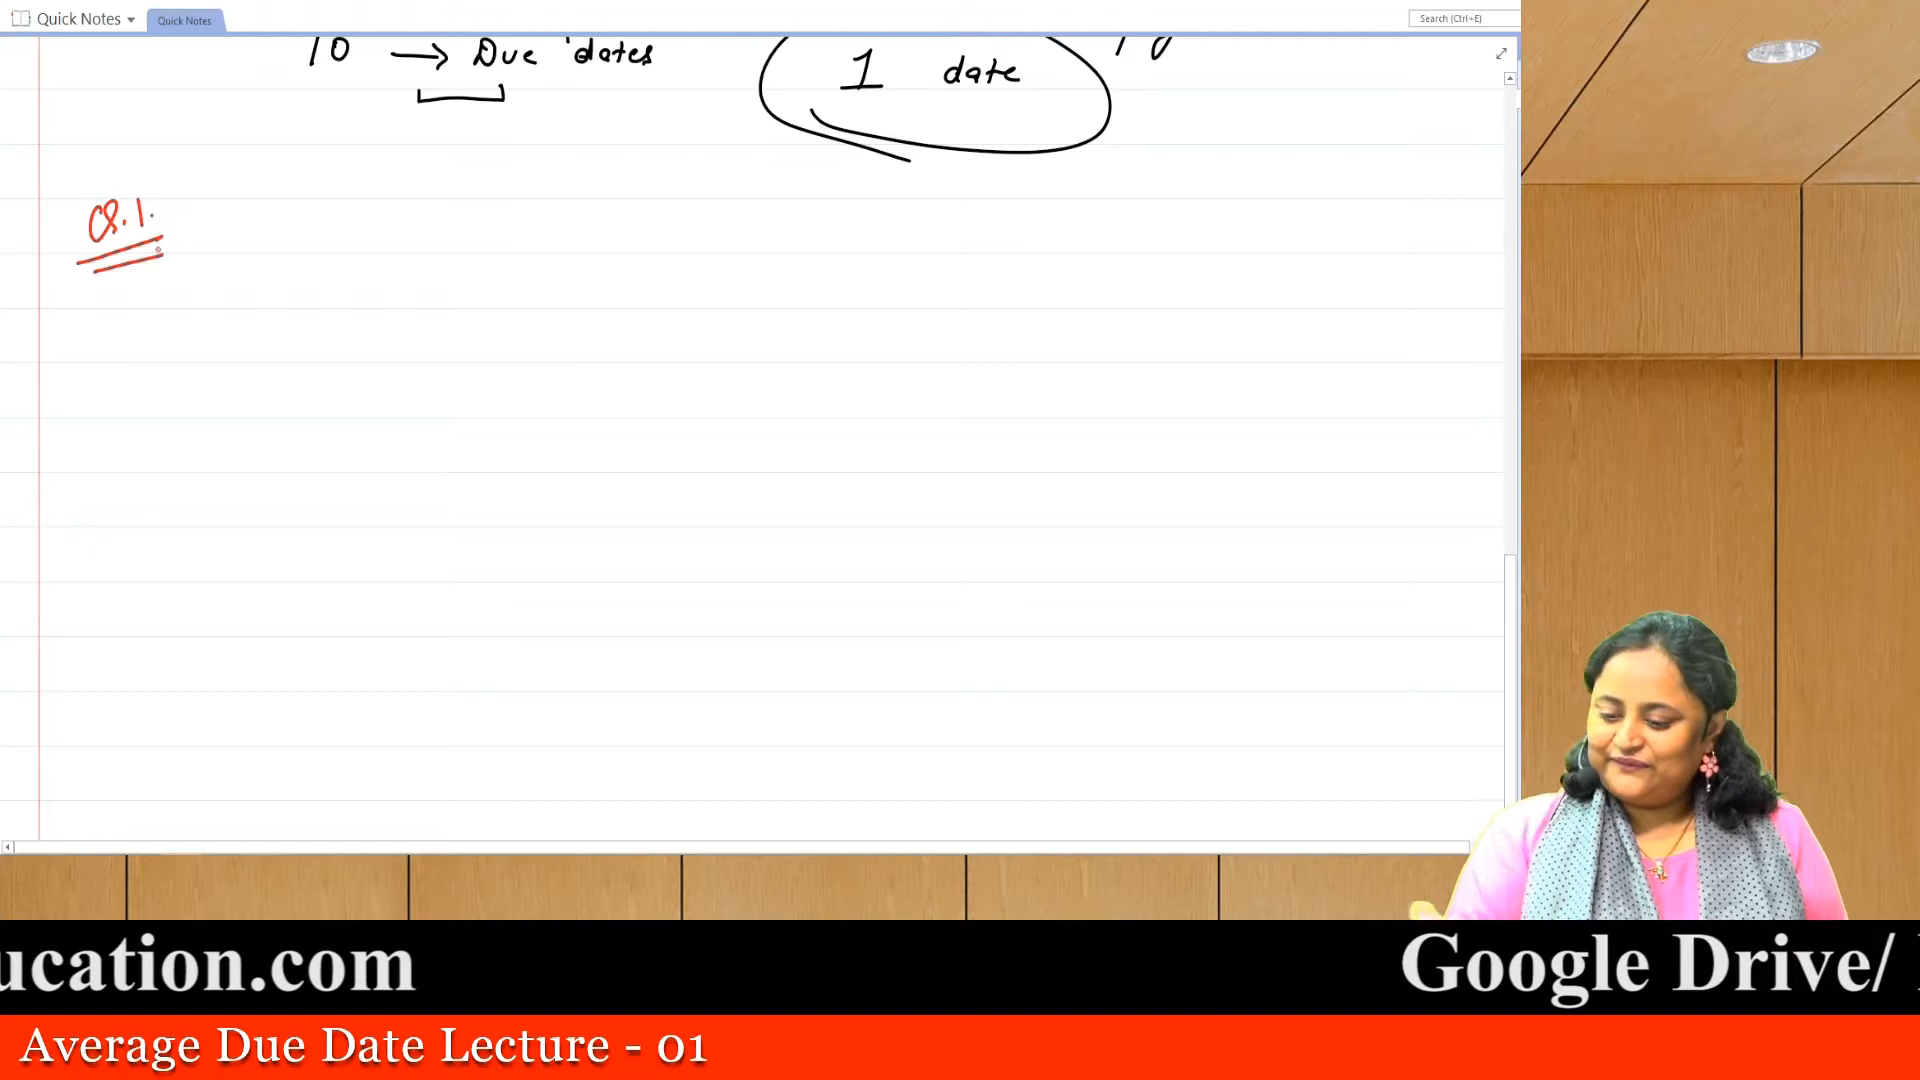 Quick Notes
Quick Notes
Search (Ctrl+E)
10 → Due dates
1 date
10
Q.1.
ucation.com
Google Drive/
Average Due Date Lecture - 01